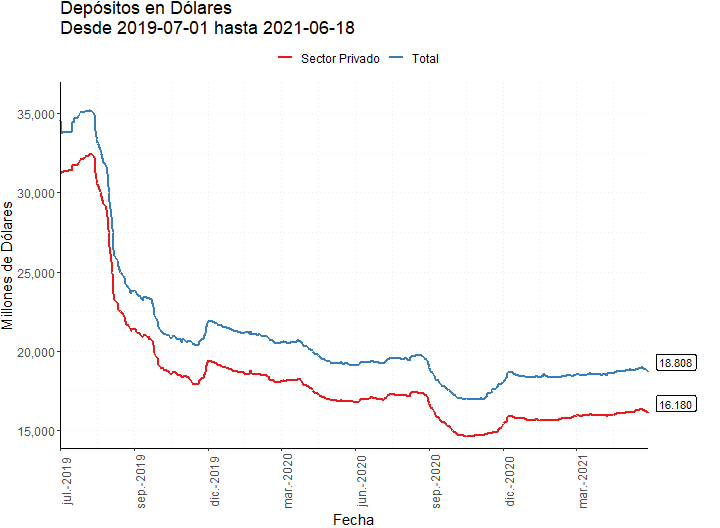 Depósitos en Dólares
Desde 2019-07-01 hasta 2021-06-18
Sector Privado Total
Millones de Dólares
35,000
30,000
25,000
20,000
15,000
18.808
16.180
jul.-2019
sep.-2019
dic.-2019
mar.-2020
jun.-2020
sep.-2020
dic.-2020
mar.-2021
Fecha